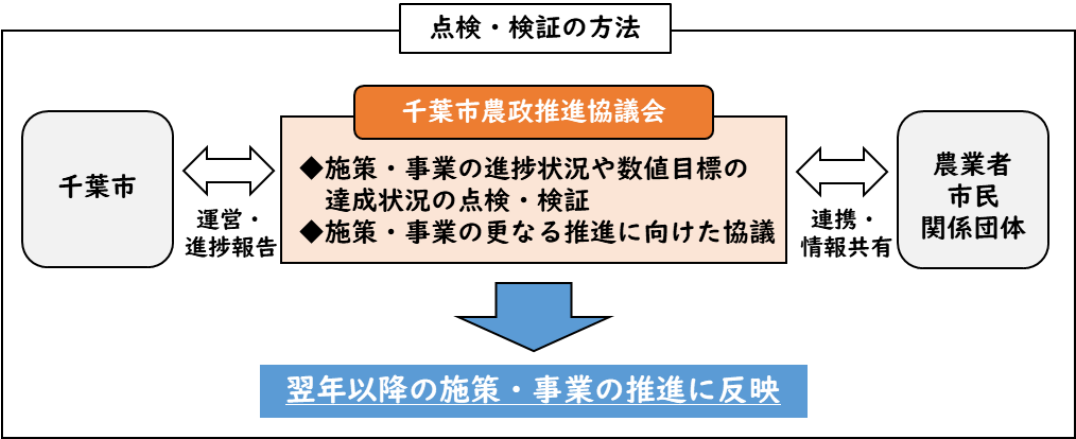 点検・検証の方法
千葉市農政推進協議会
千葉市
◆施策・事業の進捗状況や数値目標の
達成状況の点検・検証
◆施策・事業の更なる推進に向けた協議
運営・
進捗報告
連携・
情報共有
農業者
市民
関係団体
翌年以降の施策・事業の推進に反映